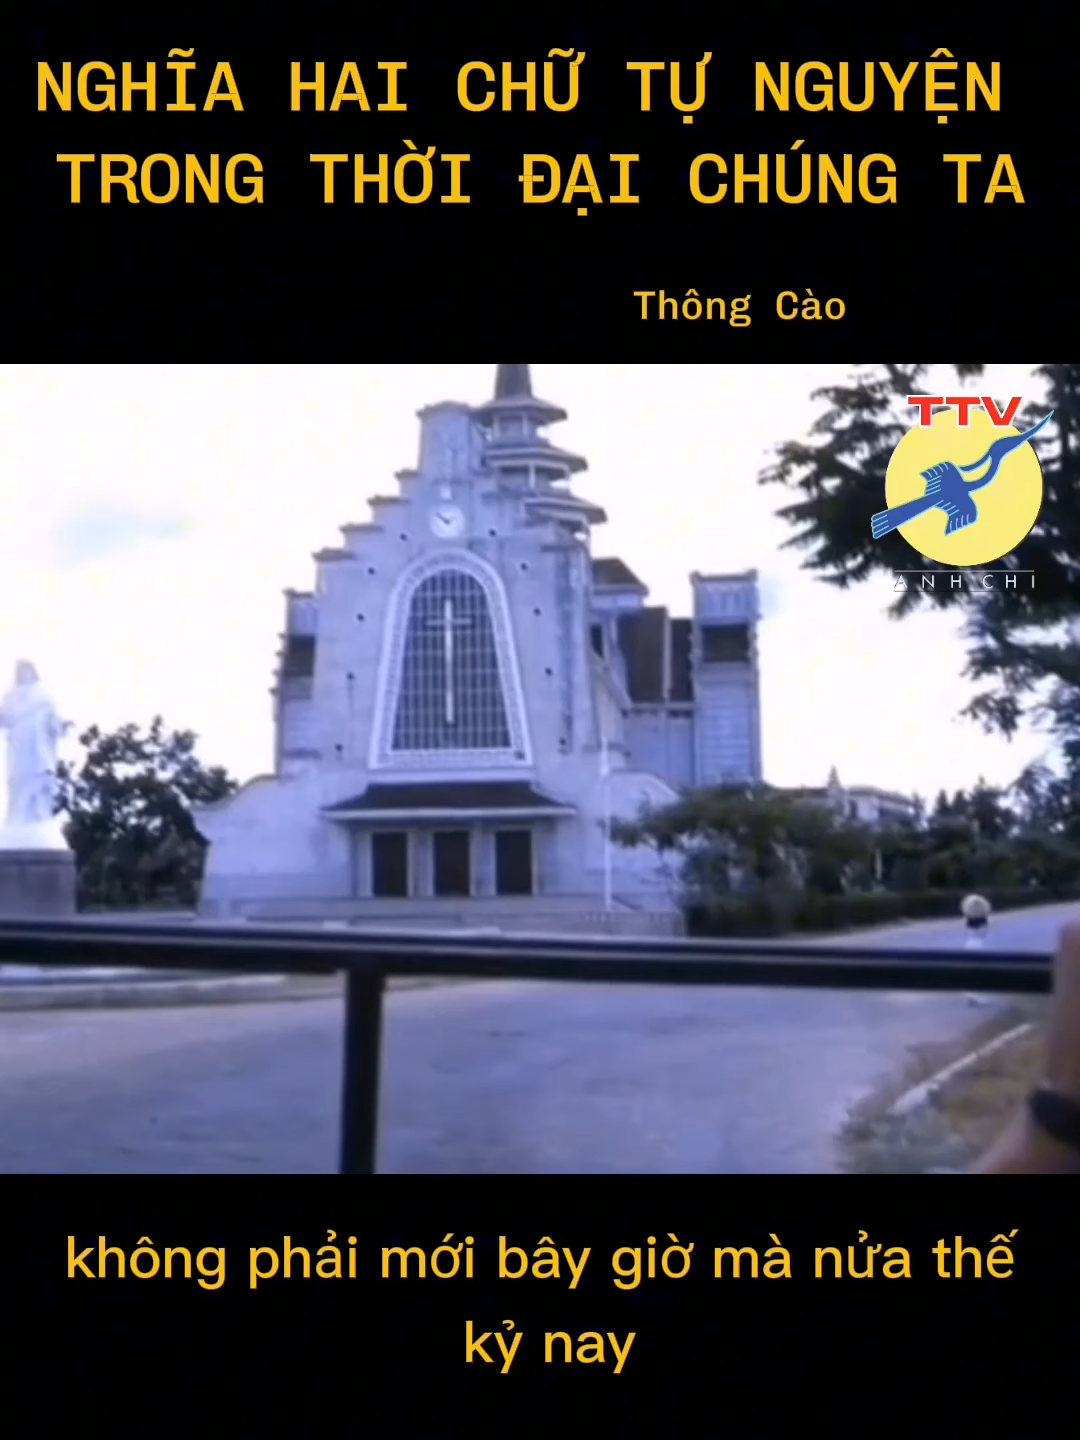 NGHĨA HAI CHỮ TỰ NGUYỆN
TRONG THỜI ĐẠI CHÚNG TA
Thông Cào
TTV
ANH CHI
không phải mới bây giờ mà nửa thế
kỷ nay